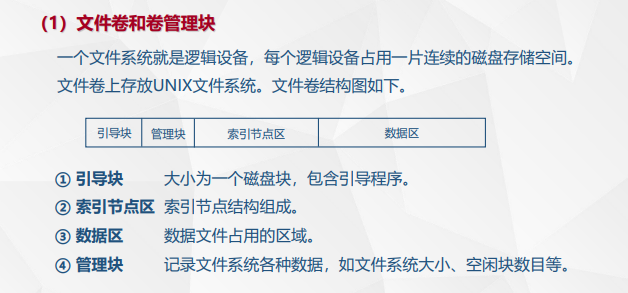 （1）文件卷和卷管理块
一个文件系统就是逻辑设备，每个逻辑设备占用一片连续的磁盘存储空间。
文件卷上存放UNIX文件系统。文件卷结构图如下。
引导块 管理块 索引节点区 数据区
① 引导块 大小为一个磁盘块，包含引导程序。
② 索引节点区 索引节点结构组成。
③ 数据区 数据文件占用的区域。
④ 管理块 记录文件系统各种数据，如文件系统大小、空闲块数目等。